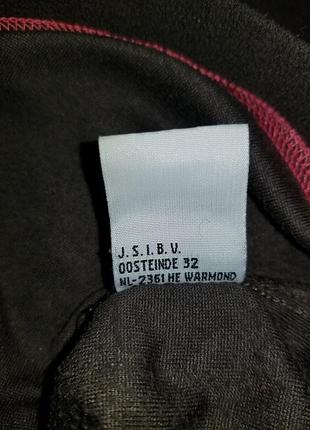 J.S.I.B.V.
OOSTEINDE 32
NL-2361 HE WARMOND